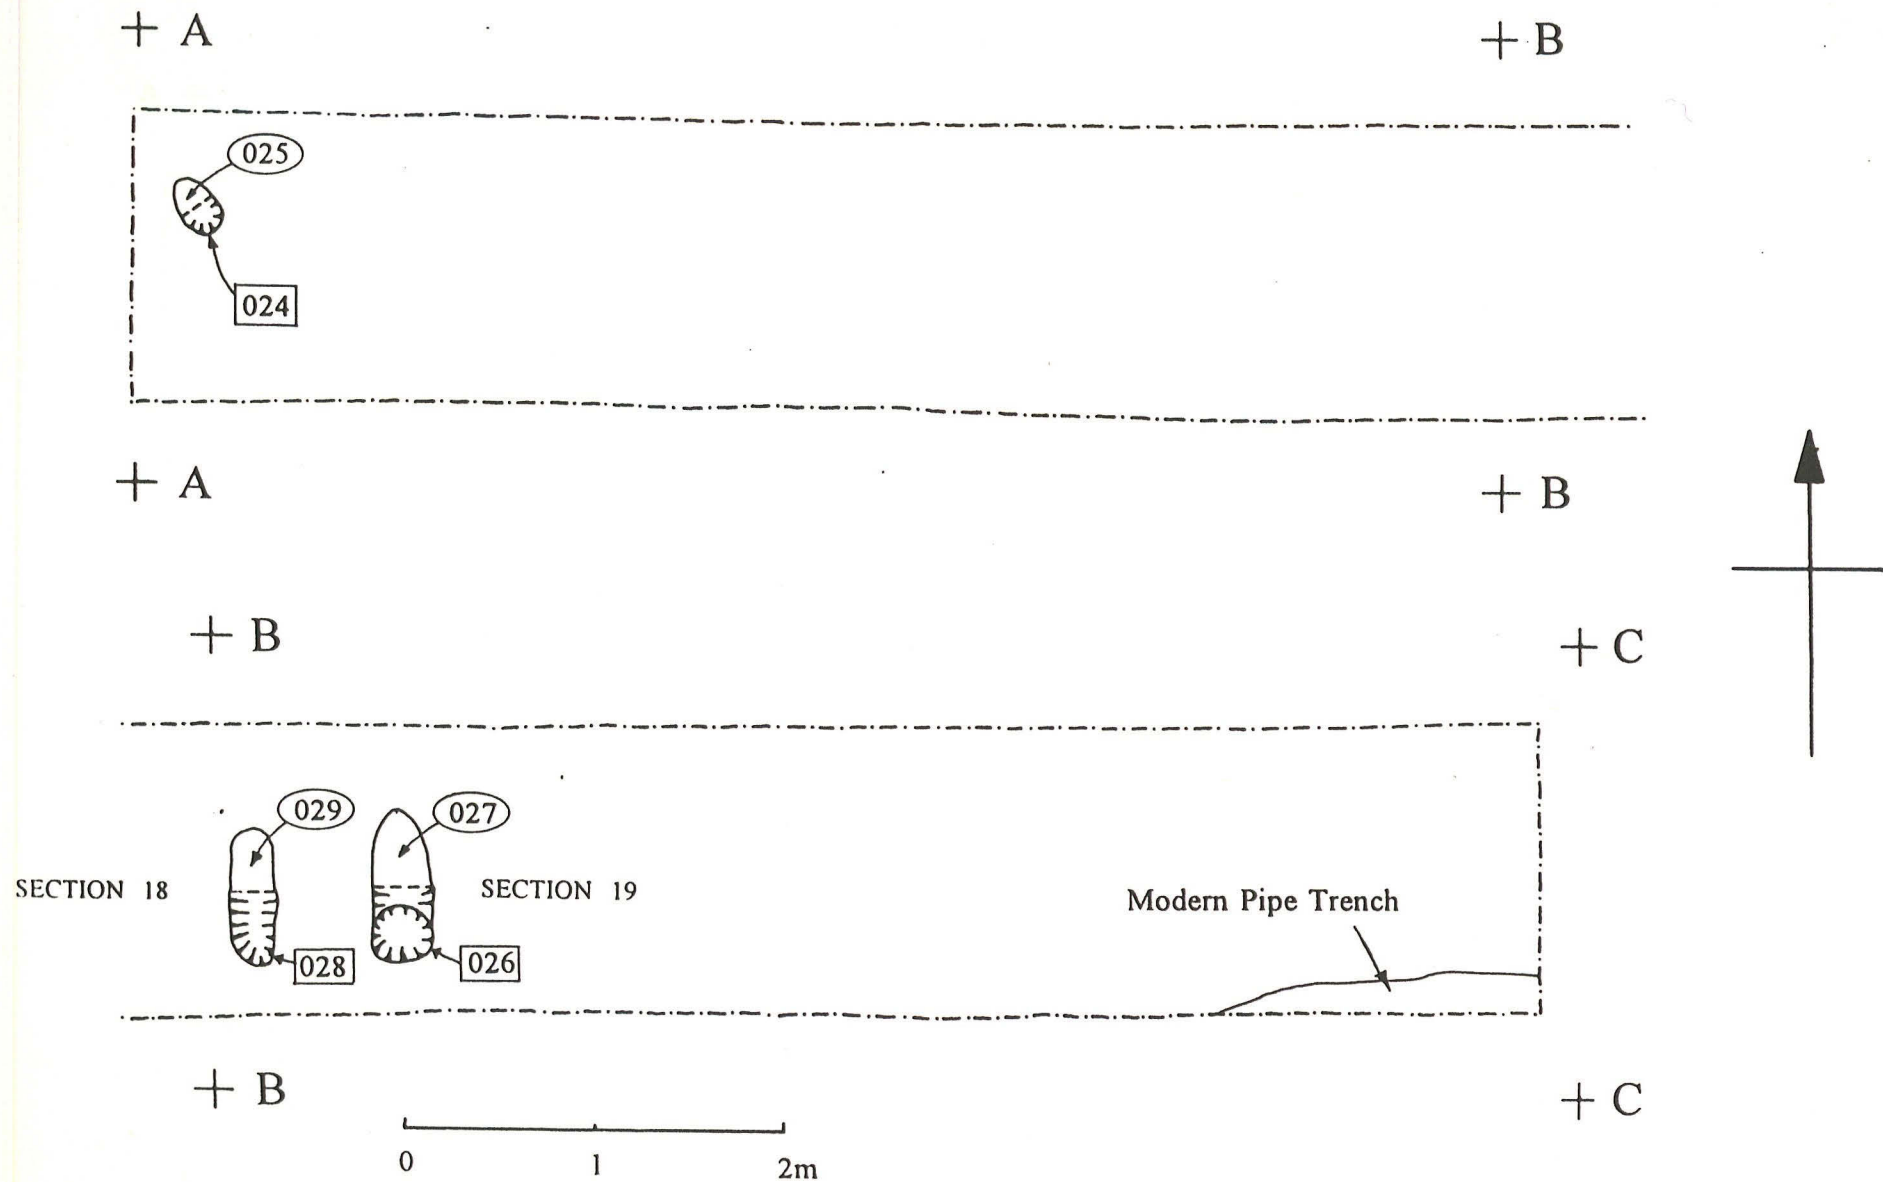 A
B
025
024
A
B
B
C
029
027
SECTION 18
SECTION 19
Modern Pipe Trench
028
026
B
C
0 1 2m